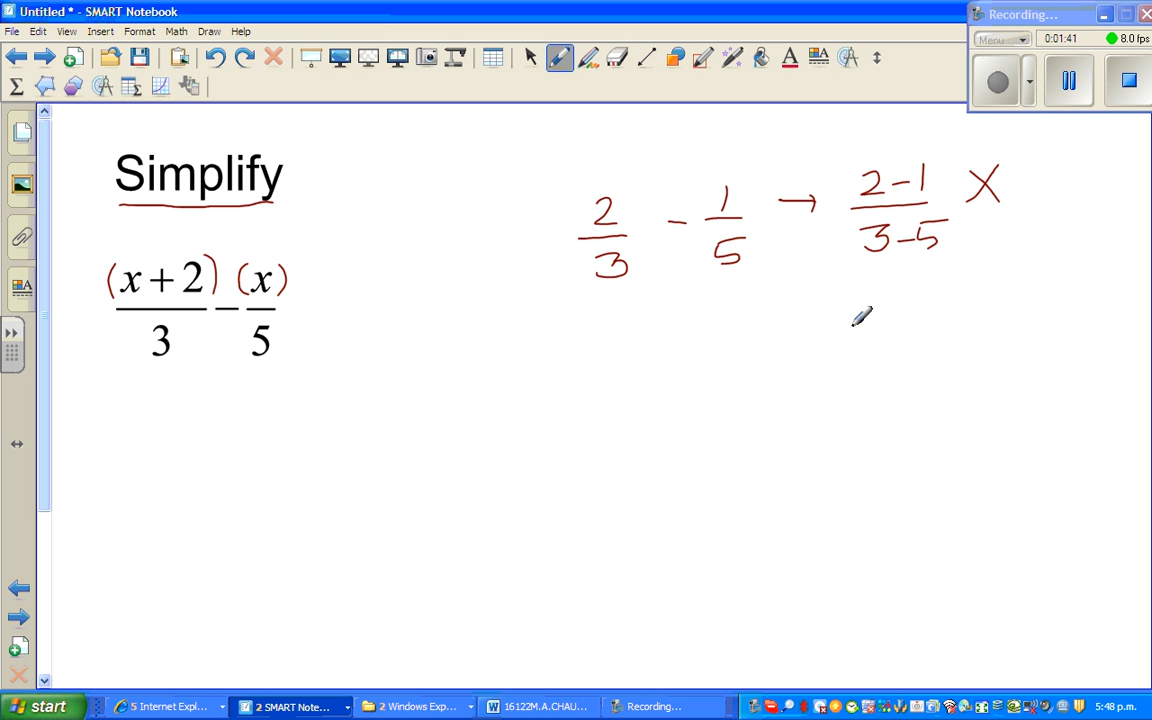 Untitled * - SMART Notebook
Recording...
File Edit View Insert Format Math Draw Help
Menu
0:01:41
8.0 fps
Simplify
(x + 2)/3 - (x)/5
2/3 - 1/5 → (2-1)/(3-5) X
start
5 Internet Expl...
2 SMART Note...
2 Windows Exp...
16122M.A.CHAU...
Recording...
5:48 p.m.